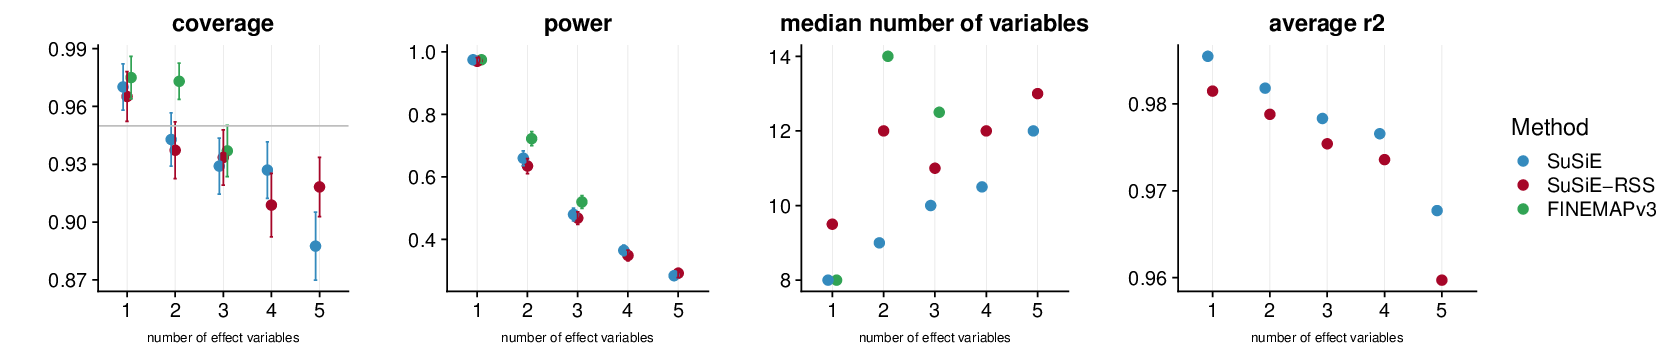 coverage
0.99
0.96
0.93
0.90
0.87
1 2 3 4 5
number of effect variables
power
1.0
0.8
0.6
0.4
1 2 3 4 5
number of effect variables
median number of variables
14
12
10
8
1 2 3 4 5
number of effect variables
average r2
0.98
0.97
0.96
1 2 3 4 5
number of effect variables
Method
SuSiE
SuSiE−RSS
FINEMAPv3